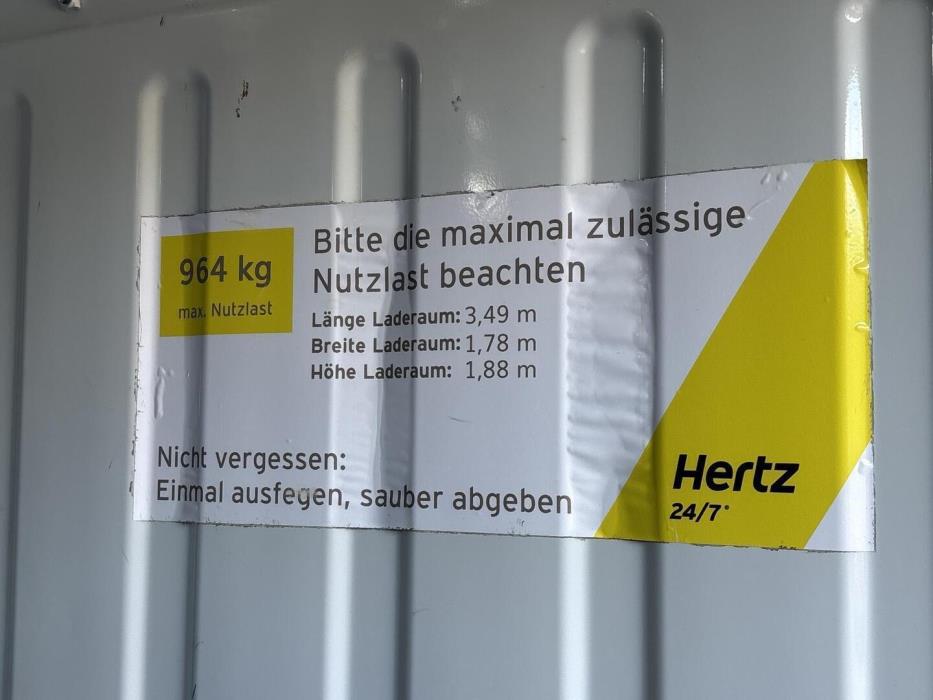 964 kg
max. Nutzlast
Bitte die maximal zulässige
Nutzlast beachten
Länge Laderaum: 3,49 m
Breite Laderaum: 1,78 m
Höhe Laderaum: 1,88 m
Nicht vergessen:
Einmal ausfegen, sauber abgeben
Hertz
24/7®